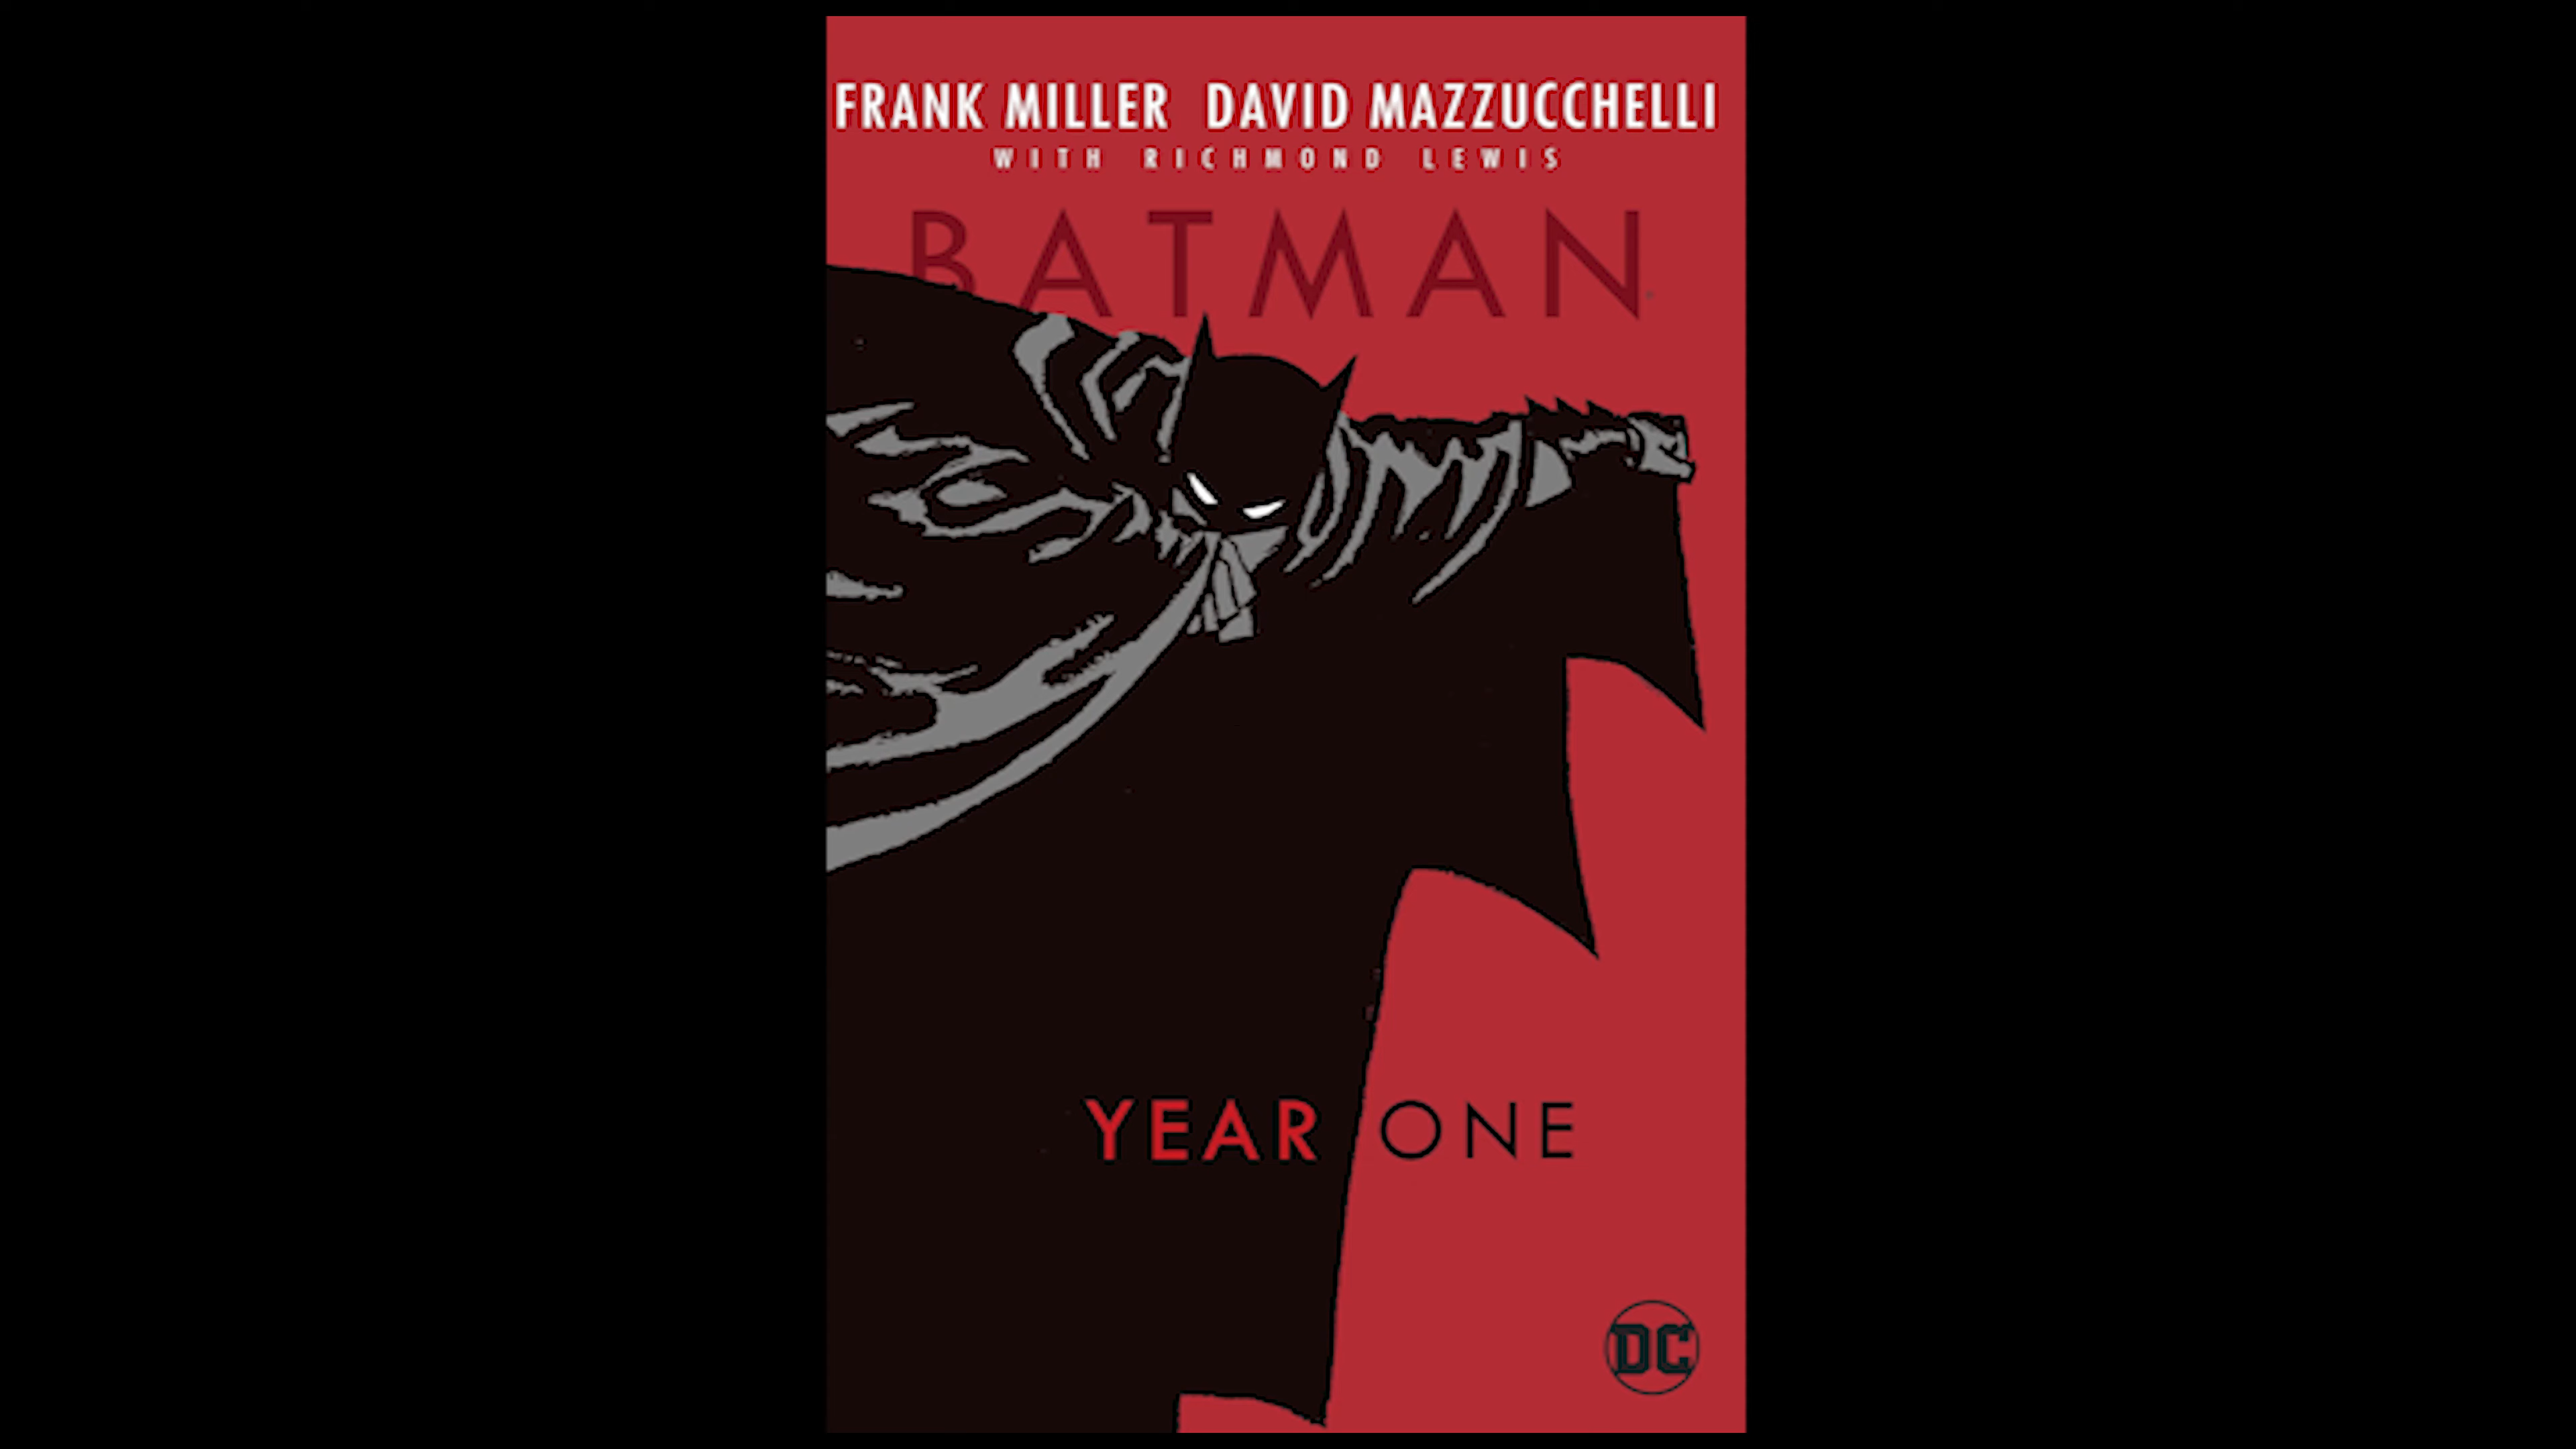 FRANK MILLER DAVID MAZZUCCHELLI
WITH RICHMOND LEWIS
BATMAN
YEAR ONE
DC